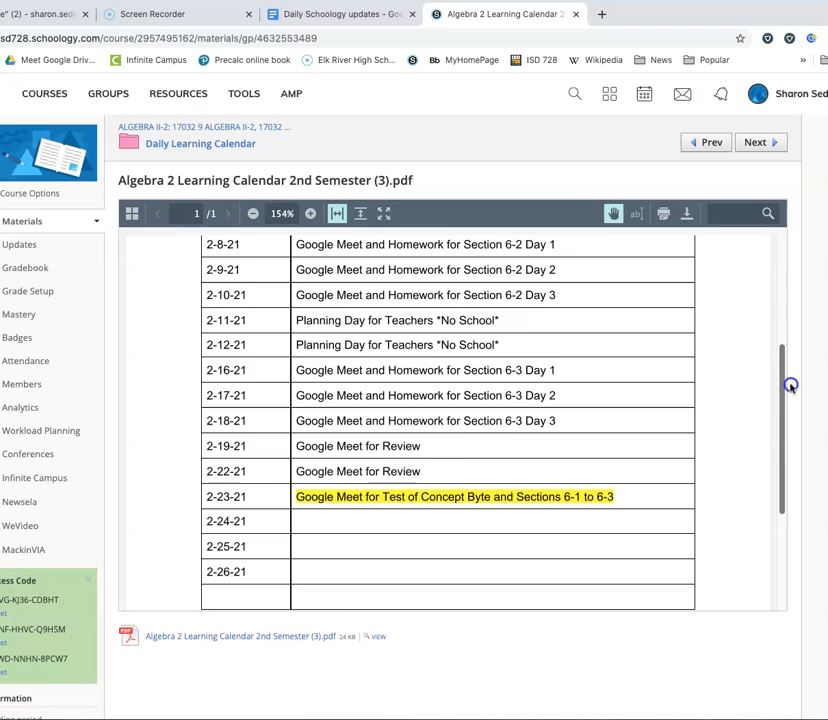 e" (2) - sharon.sed × Screen Recorder × Daily Schoology updates - Go × Algebra 2 Learning Calendar 2 × +
sd728.schoology.com/course/2957495162/materials/gp/4632553489
Meet Google Driv... Infinite Campus Precalc online book Elk River High Sc... Bb MyHomePage ISD 728 W Wikipedia News Popular »
COURSES GROUPS RESOURCES TOOLS AMP Sharon Sed
ALGEBRA II-2: 17032 9 ALGEBRA II-2, 17032 ...
Daily Learning Calendar
Prev Next
Course Options
Algebra 2 Learning Calendar 2nd Semester (3).pdf
Materials
Updates
Gradebook
Grade Setup
Mastery
Badges
Attendance
Members
Analytics
Workload Planning
Conferences
Infinite Campus
Newsela
WeVideo
MackinVIA
cess Code
VG-KJ36-CDBHT
et
NF-HHVC-Q9H5M
et
WD-NNHN-8PCW7
et
rmation
1 /1 154% ab
2-8-21 Google Meet and Homework for Section 6-2 Day 1
2-9-21 Google Meet and Homework for Section 6-2 Day 2
2-10-21 Google Meet and Homework for Section 6-2 Day 3
2-11-21 Planning Day for Teachers *No School*
2-12-21 Planning Day for Teachers *No School*
2-16-21 Google Meet and Homework for Section 6-3 Day 1
2-17-21 Google Meet and Homework for Section 6-3 Day 2
2-18-21 Google Meet and Homework for Section 6-3 Day 3
2-19-21 Google Meet for Review
2-22-21 Google Meet for Review
2-23-21 Google Meet for Test of Concept Byte and Sections 6-1 to 6-3
2-24-21
2-25-21
2-26-21
PDF Algebra 2 Learning Calendar 2nd Semester (3).pdf 24 KB VIEW